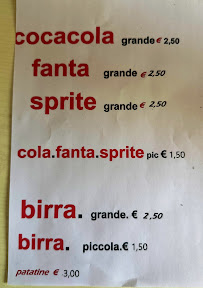 cocacola grande € 2,50
fanta grande € 2,50
sprite grande € 2,50
cola.fanta.sprite pic € 1,50
birra. grande. € 2,50
birra. piccola.€ 1,50
patatine € 3,00